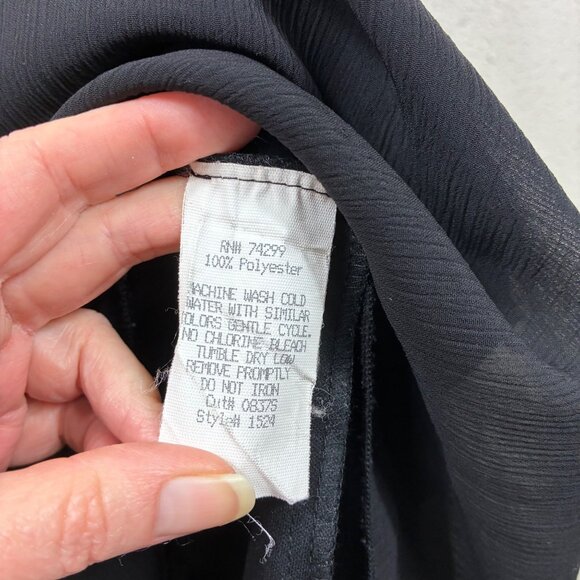 RN# 74299
100% Polyester
MACHINE WASH COLD
WATER WITH SIMILAR
COLORS GENTLE CYCLE.
NO CHLORINE BLEACH
TUMBLE DRY LOW
REMOVE PROMPTLY
DO NOT IRON
Cut# 08375
Style# 1524